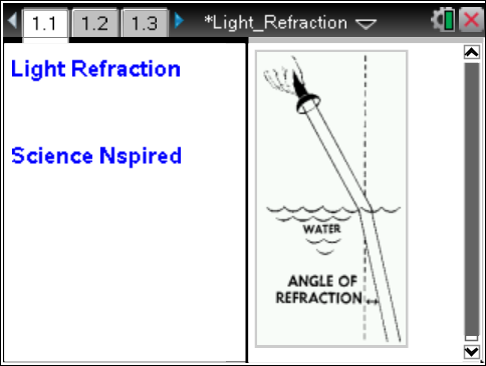 1.1 1.2 1.3 *Light_Refraction
Light Refraction
Science Nspired
WATER
ANGLE OF
REFRACTION